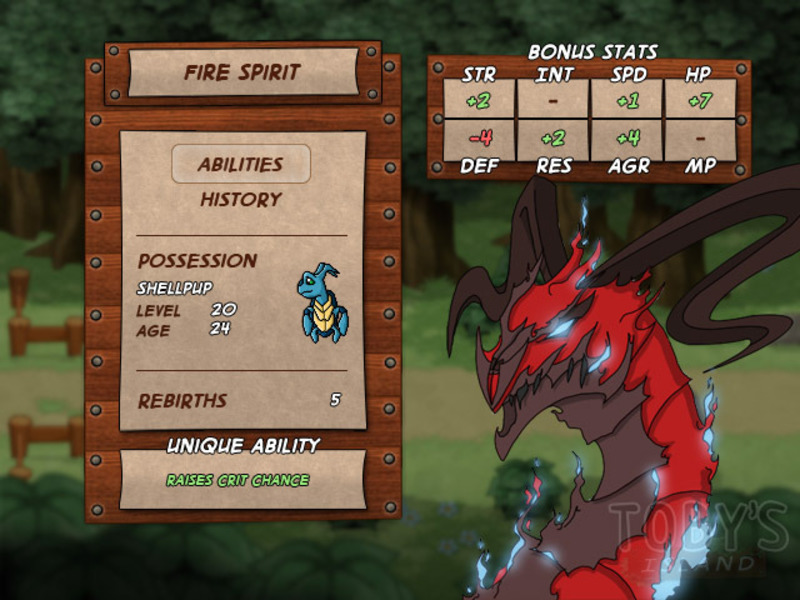 FIRE SPIRIT
ABILITIES
HISTORY
POSSESSION
SHELLPUP
LEVEL 20
AGE 24
REBIRTHS 5
UNIQUE ABILITY
RAISES CRIT CHANCE
BONUS STATS
STR INT SPD HP
+2 - +1 +7
-4 +2 +4 -
DEF RES AGR MP
TOBY'S
ISLAND